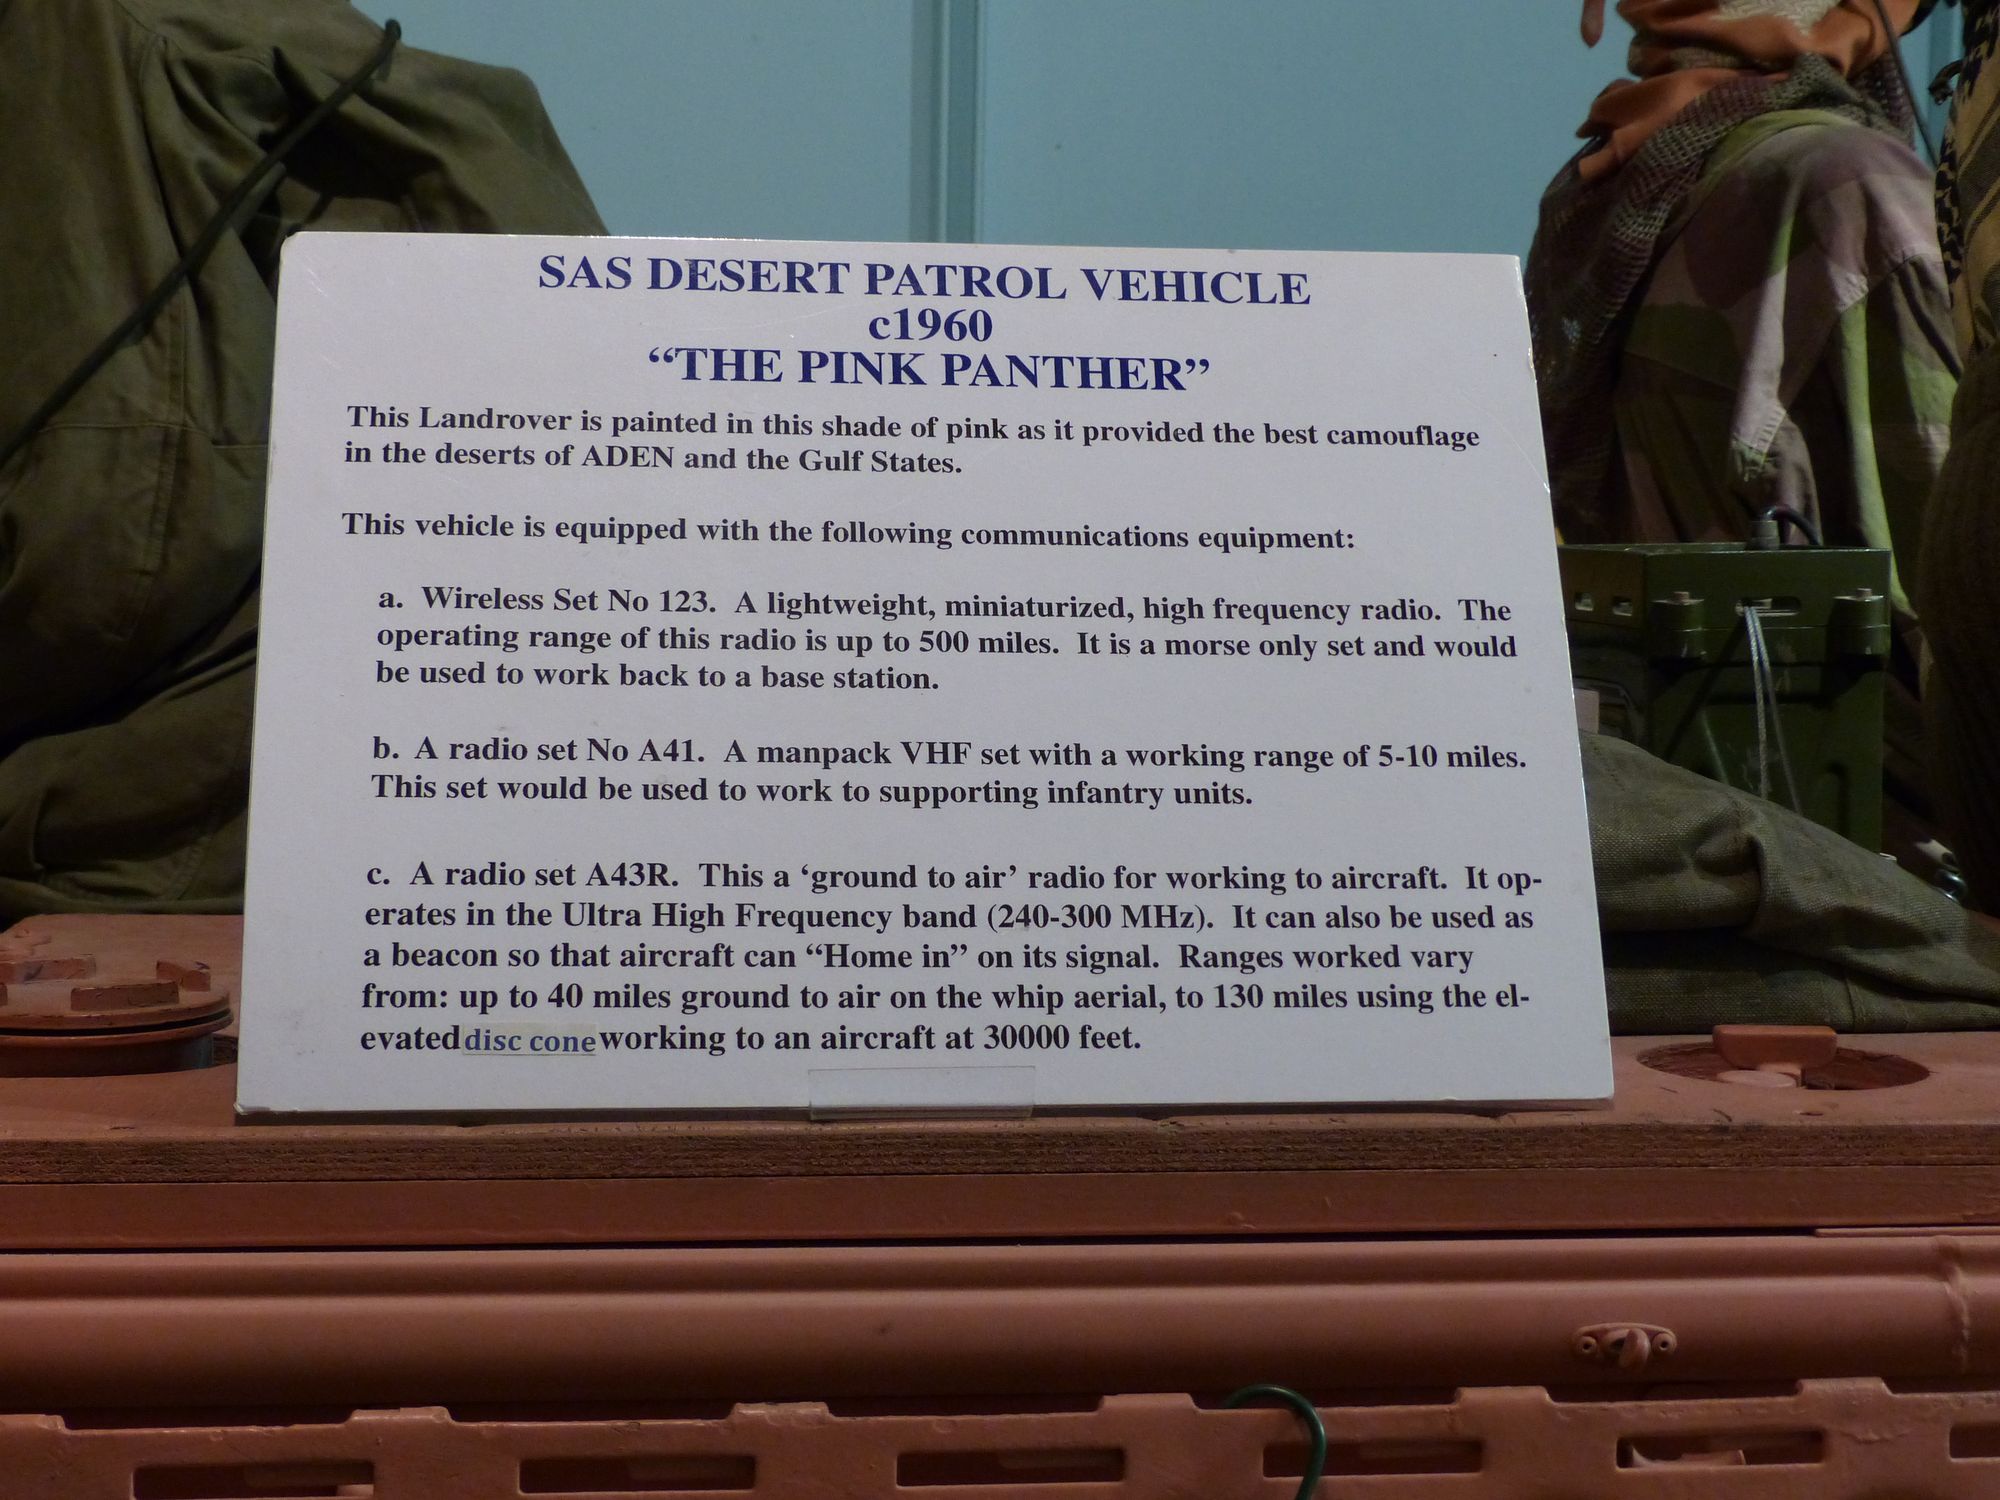 SAS DESERT PATROL VEHICLE
c1960
“THE PINK PANTHER”
This Landrover is painted in this shade of pink as it provided the best camouflage
in the deserts of ADEN and the Gulf States.
This vehicle is equipped with the following communications equipment:
a. Wireless Set No 123. A lightweight, miniaturized, high frequency radio. The
operating range of this radio is up to 500 miles. It is a morse only set and would
be used to work back to a base station.
b. A radio set No A41. A manpack VHF set with a working range of 5-10 miles.
This set would be used to work to supporting infantry units.
c. A radio set A43R. This a ‘ground to air’ radio for working to aircraft. It op-
erates in the Ultra High Frequency band (240-300 MHz). It can also be used as
a beacon so that aircraft can “Home in” on its signal. Ranges worked vary
from: up to 40 miles ground to air on the whip aerial, to 130 miles using the el-
evated disc cone working to an aircraft at 30000 feet.